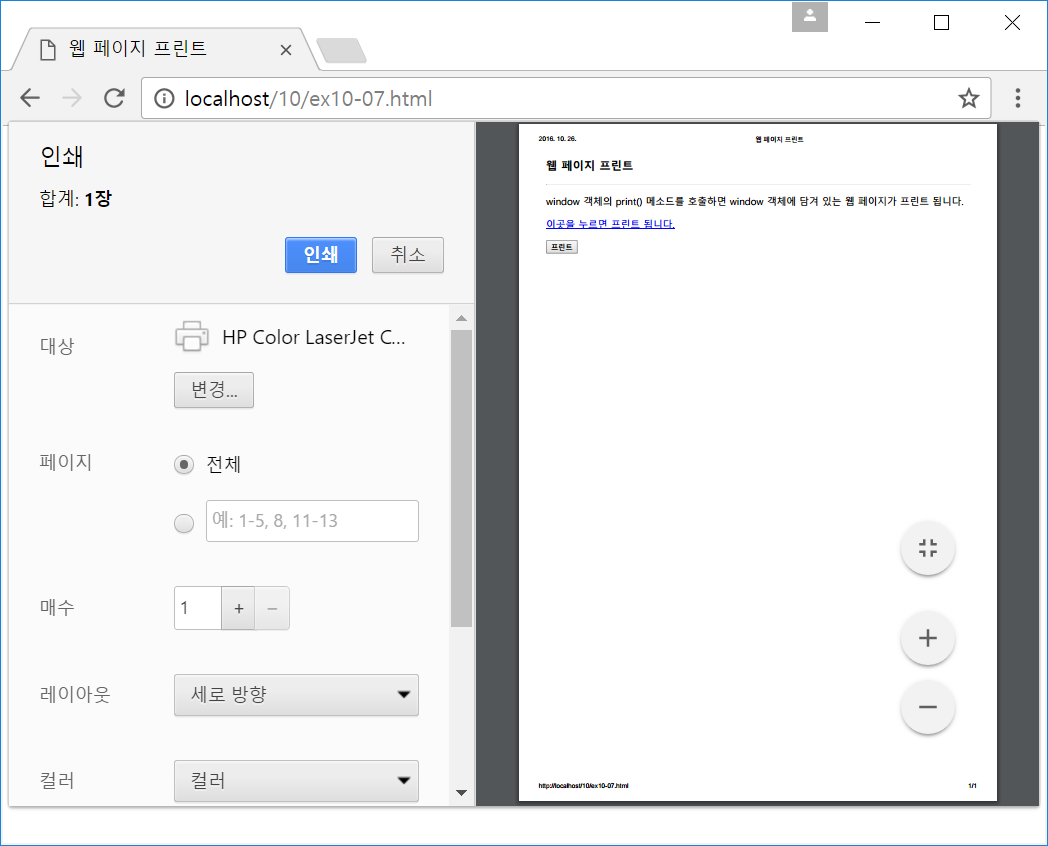 웹 페이지 프린트
localhost/10/ex10-07.html
인쇄
합계: 1장
인쇄 취소
대상 HP Color LaserJet C...
변경...
페이지 전체
예: 1-5, 8, 11-13
매수 1 + −
레이아웃 세로 방향
컬러 컬러
2016. 10. 26. 웹 페이지 프린트
웹 페이지 프린트
window 객체의 print() 메소드를 호출하면 window 객체에 담겨 있는 웹 페이지가 프린트 됩니다.
이곳을 누르면 프린트 됩니다.
프린트
http://localhost/10/ex10-07.html 1/1